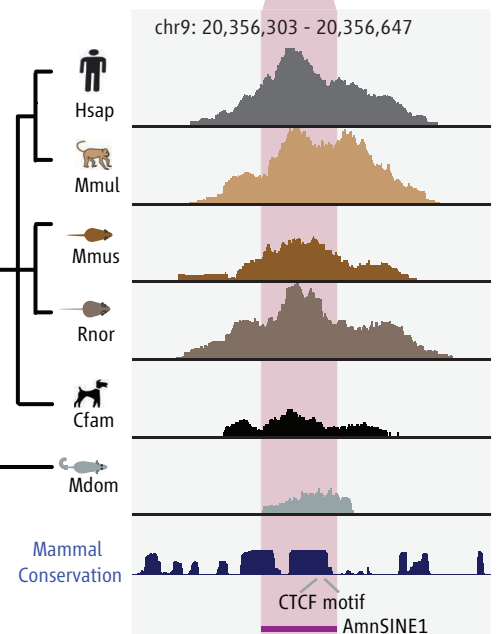 chr9: 20,356,303 - 20,356,647
Hsap
Mmul
Mmus
Rnor
Cfam
Mdom
Mammal
Conservation
CTCF motif
AmnSINE1